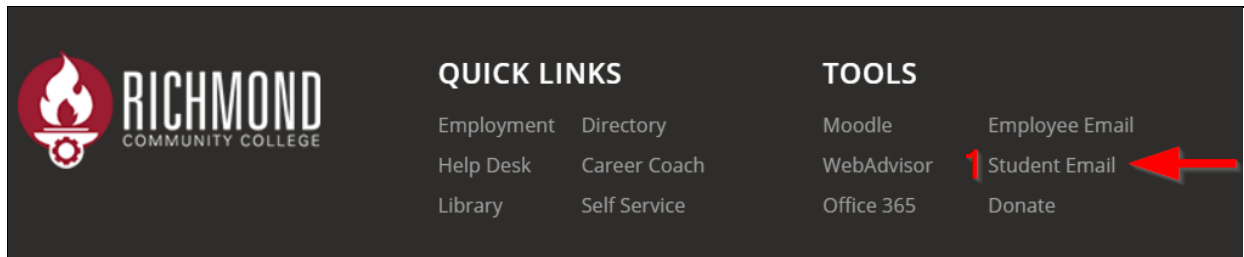 RICHMOND
COMMUNITY COLLEGE
QUICK LINKS
Employment Directory
Help Desk Career Coach
Library Self Service
TOOLS
Moodle Employee Email
WebAdvisor 1 Student Email
Office 365 Donate